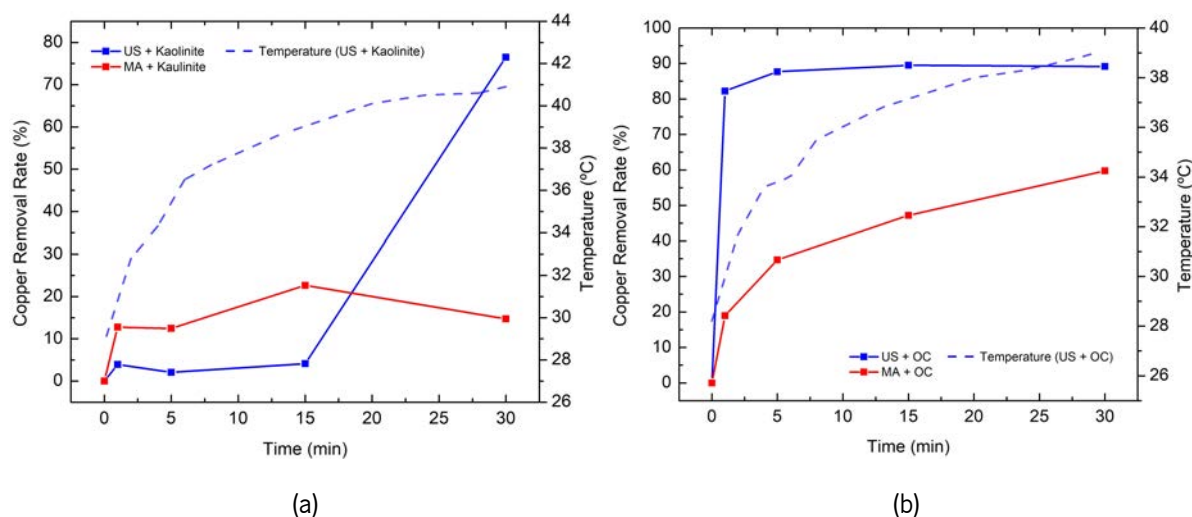 US + Kaolinite
MA + Kaulinite
Temperature (US + Kaolinite)
Copper Removal Rate (%)
80
70
60
50
40
30
20
10
0
44
42
40
38
36
34
32
30
28
26
Temperature (ºC)
0 5 10 15 20 25 30
Time (min)
(a)
Copper Removal Rate (%)
100
90
80
70
60
50
40
30
20
10
0
US + OC
MA + OC
Temperature (US + OC)
40
38
36
34
32
30
28
26
Temperature (ºC)
0 5 10 15 20 25 30
Time (min)
(b)